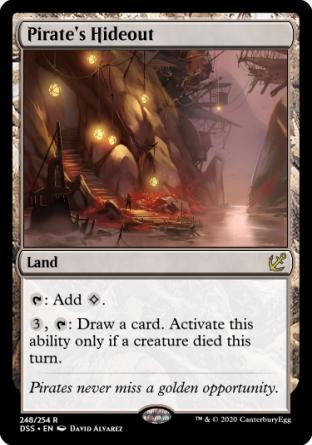 Pirate's Hideout
Land
: Add .
3, : Draw a card. Activate this
ability only if a creature died this
turn.
Pirates never miss a golden opportunity.
248/254 R
DSS • EN David Alvarez
™ & © 2020 CanterburyEgg